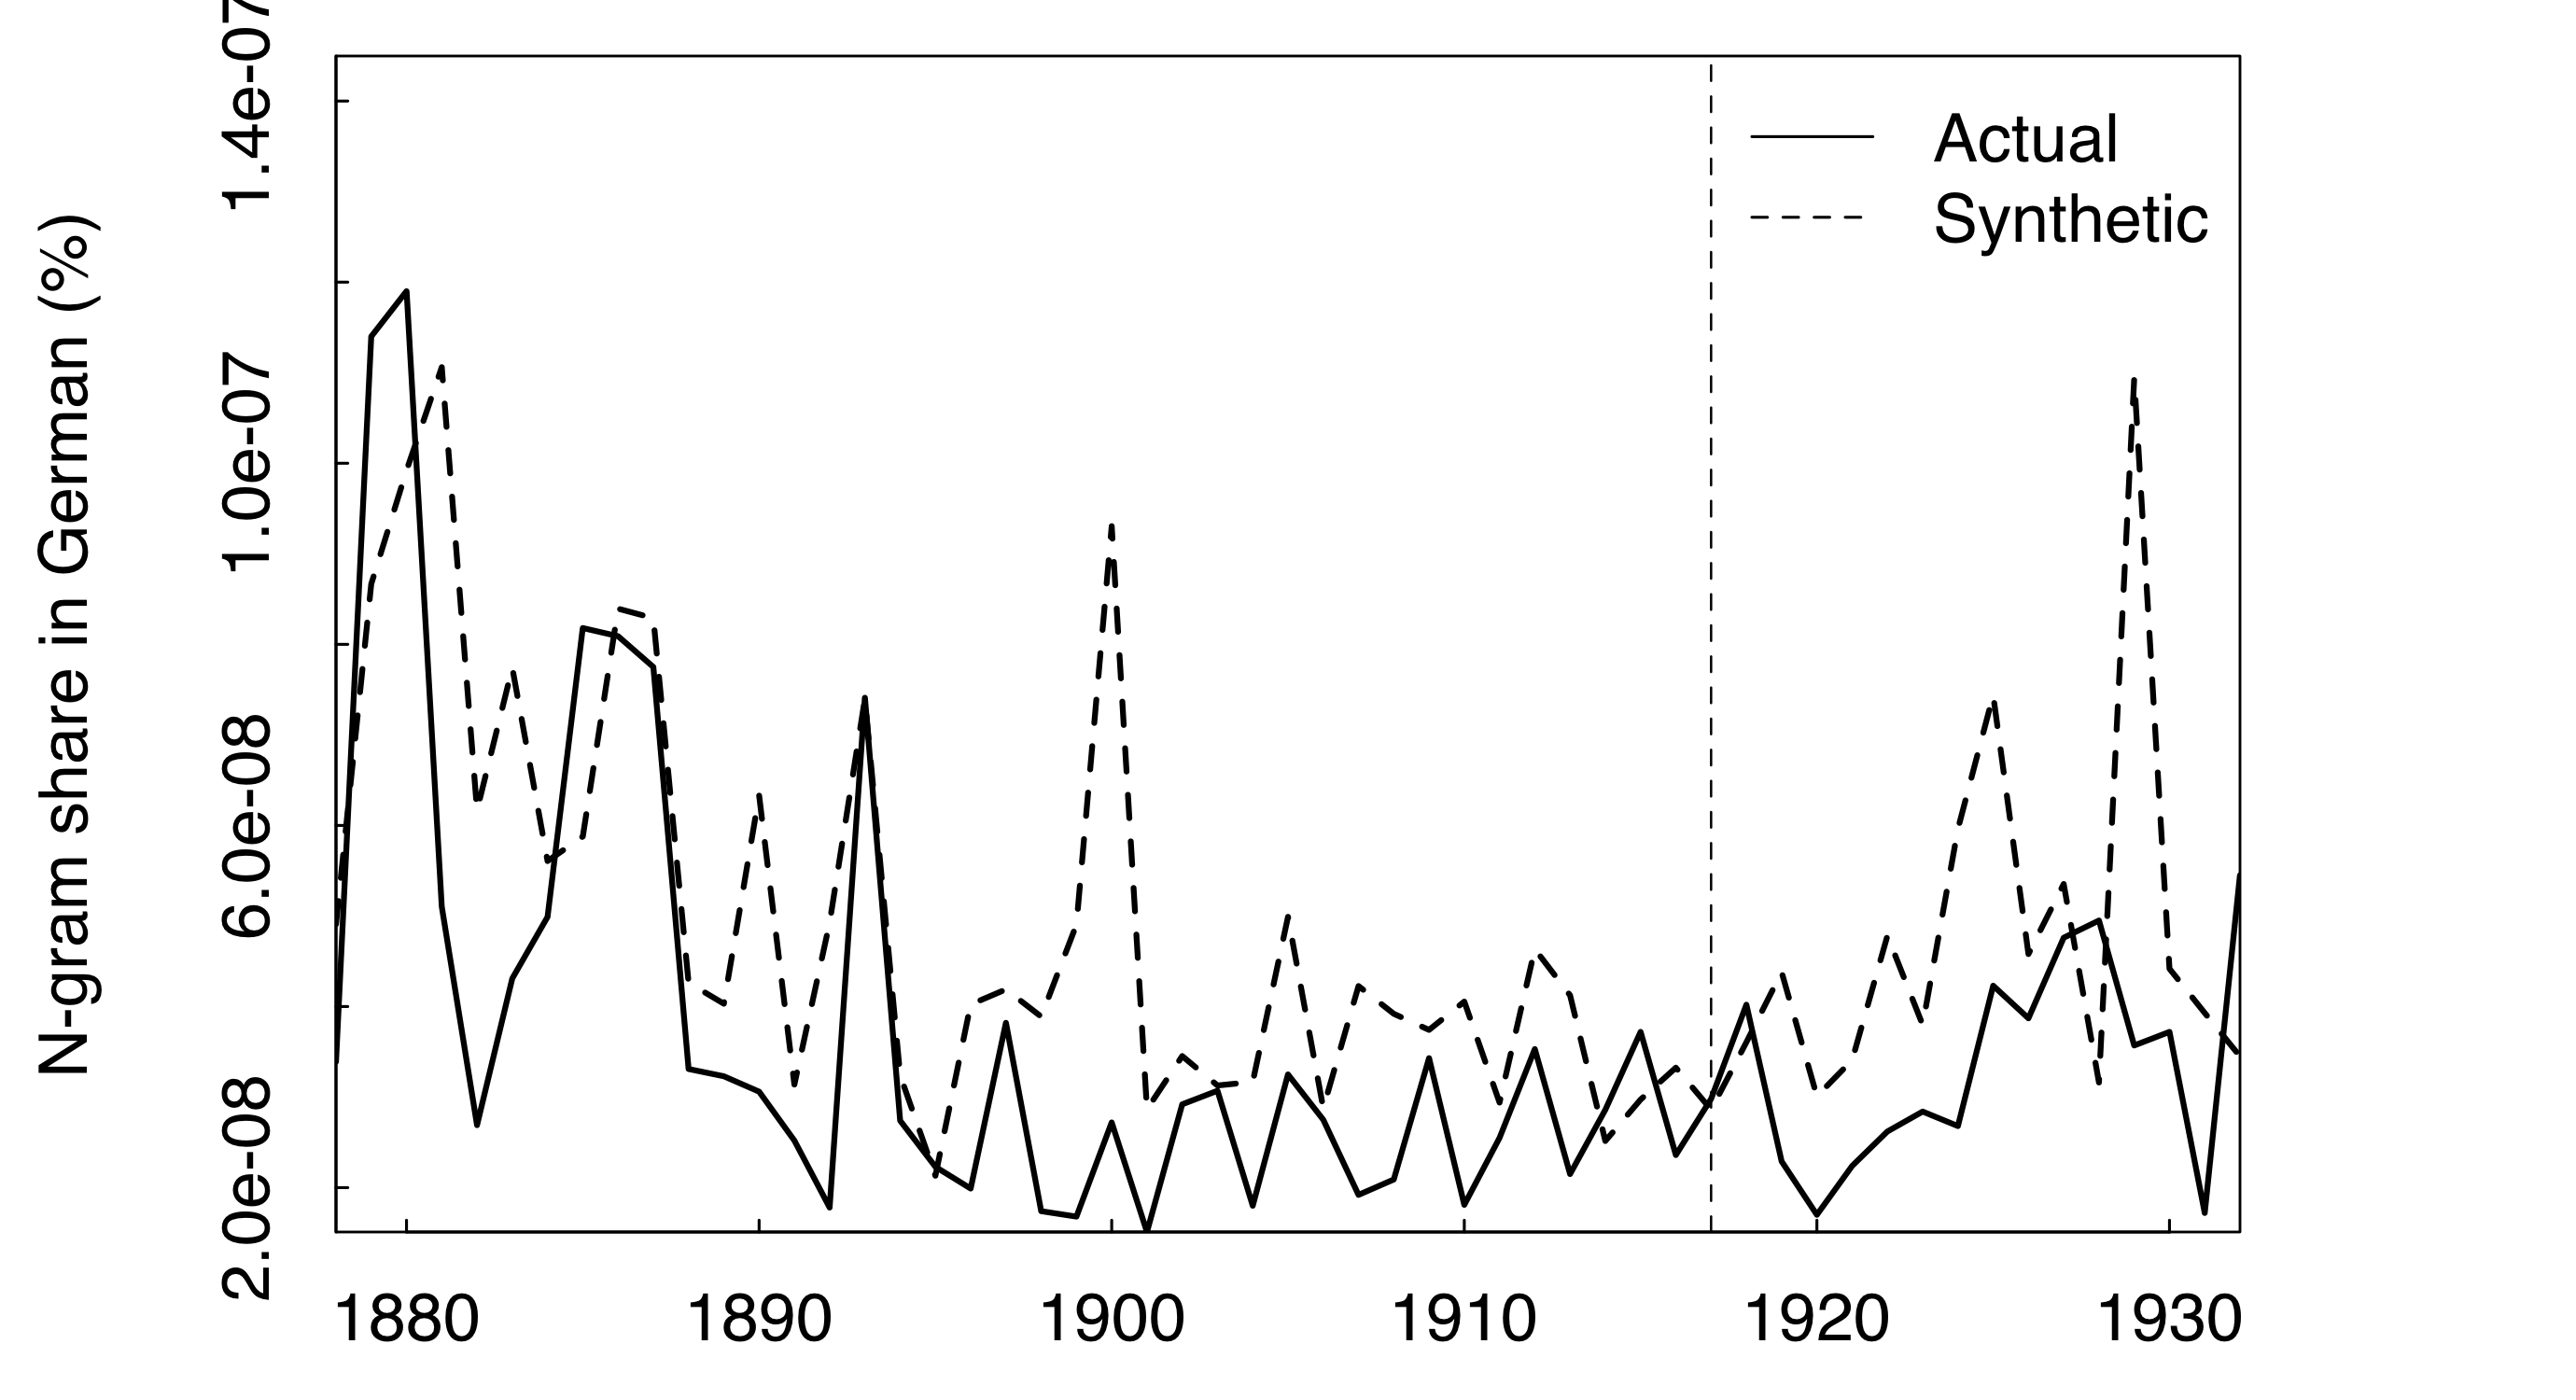 N-gram share in German (%)
1.4e-07
1.0e-07
6.0e-08
2.0e-08
Actual
Synthetic
1880 1890 1900 1910 1920 1930